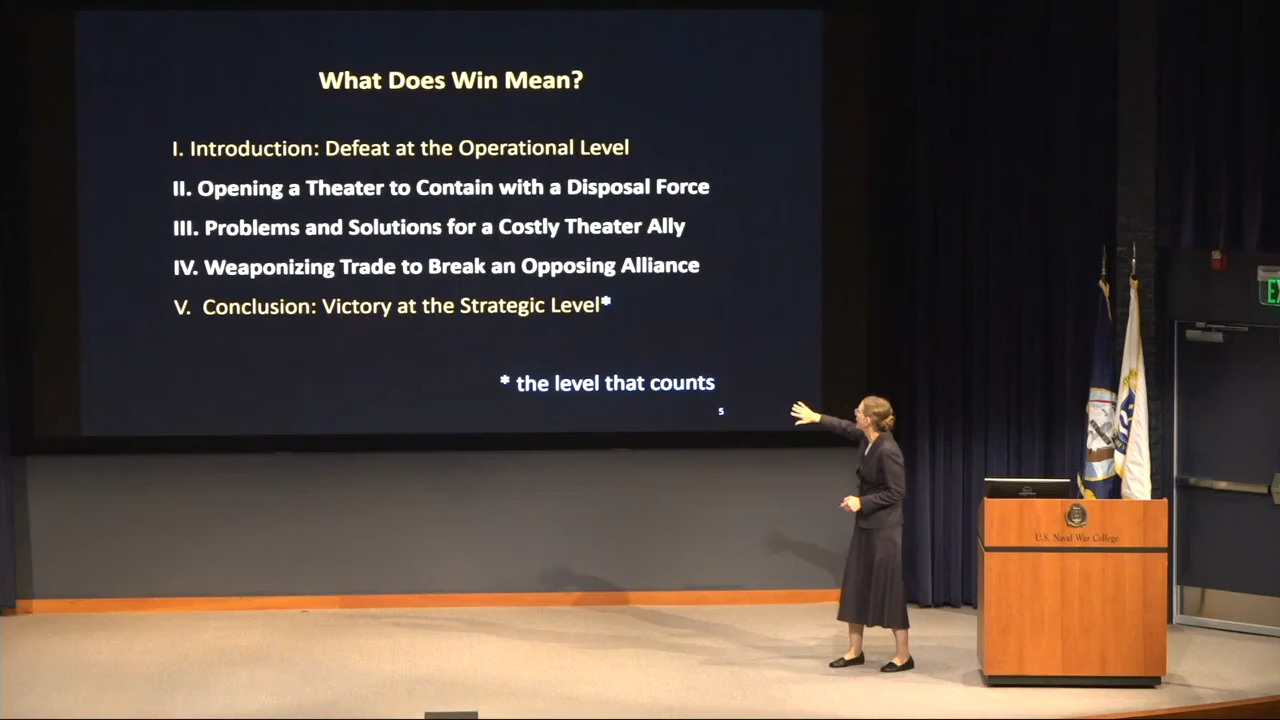 What Does Win Mean?
I. Introduction: Defeat at the Operational Level
II. Opening a Theater to Contain with a Disposal Force
III. Problems and Solutions for a Costly Theater Ally
IV. Weaponizing Trade to Break an Opposing Alliance
V. Conclusion: Victory at the Strategic Level*
* the level that counts
5
U.S. Naval War College